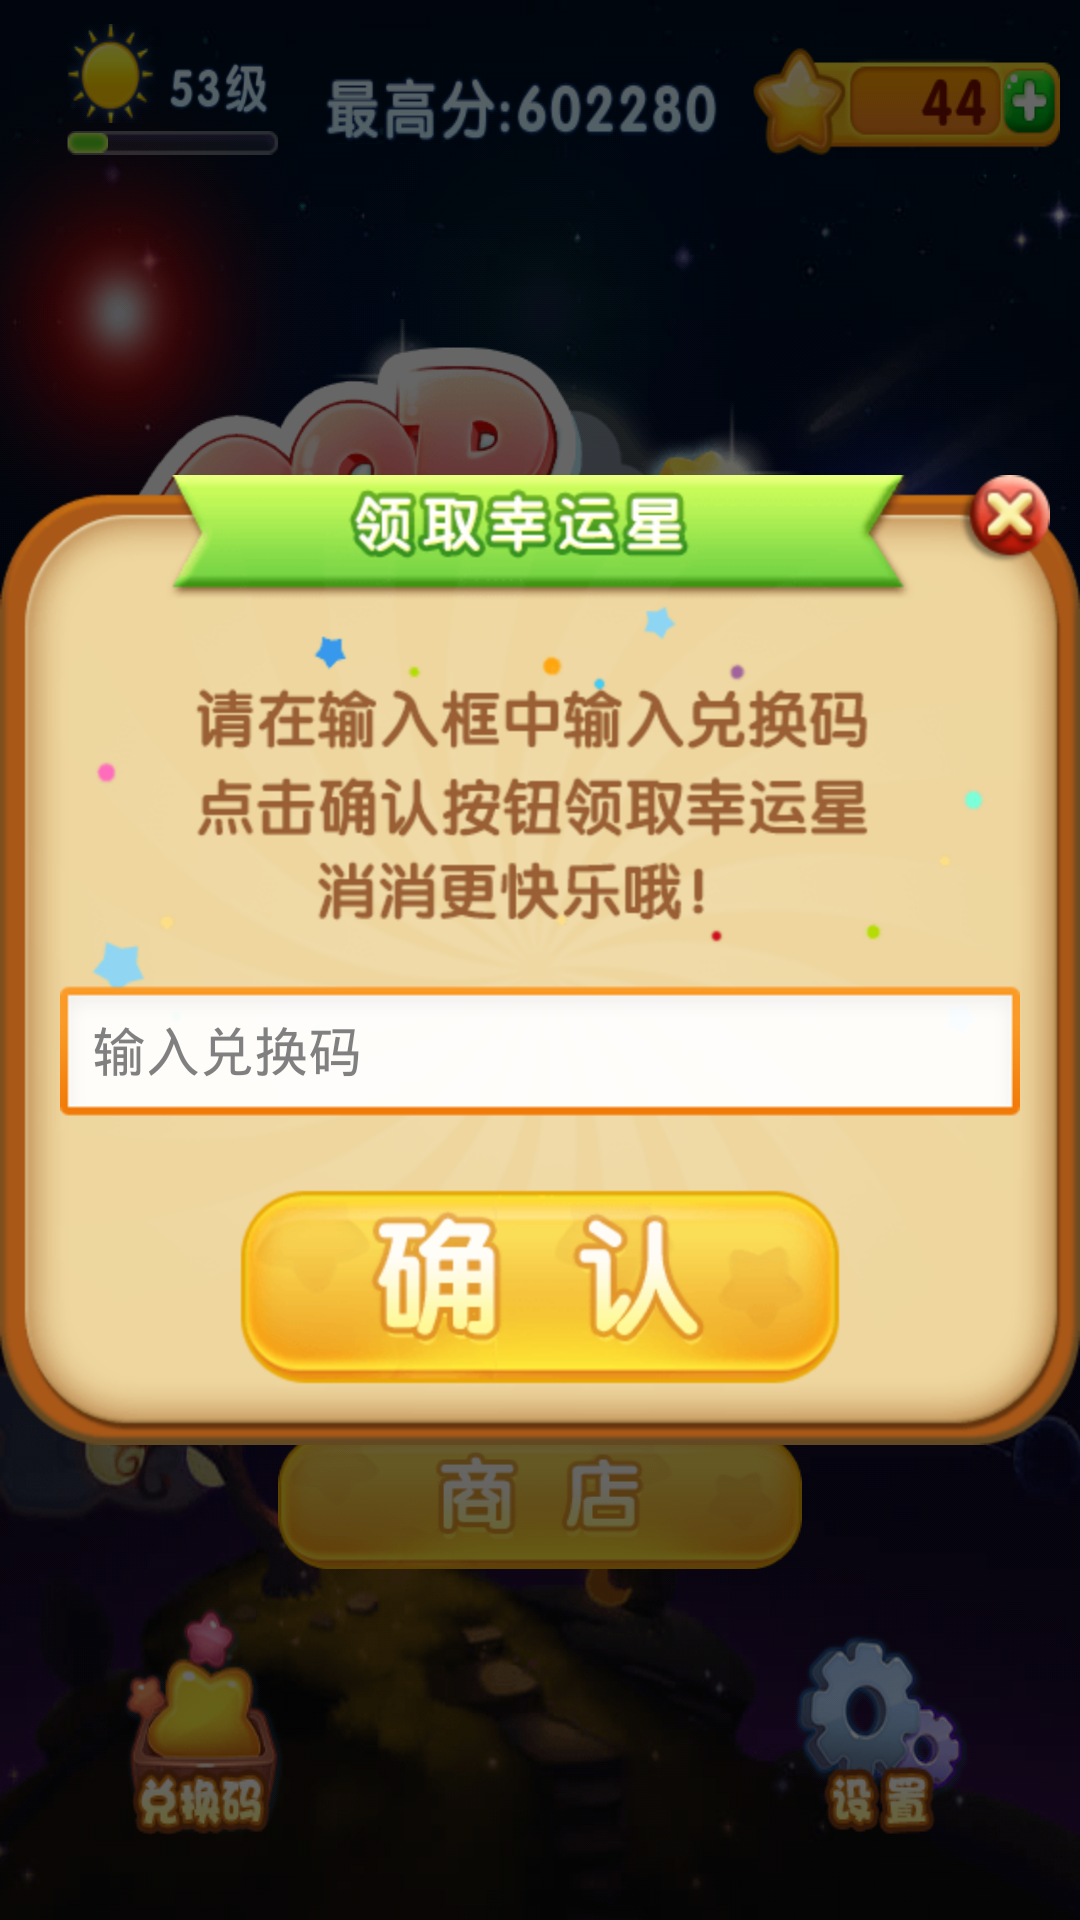 53级
最高分:602280
44
领取幸运星
请在输入框中输入兑换码
点击确认按钮领取幸运星
消消更快乐哦!
输入兑换码
确 认
商 店
兑换码
设置